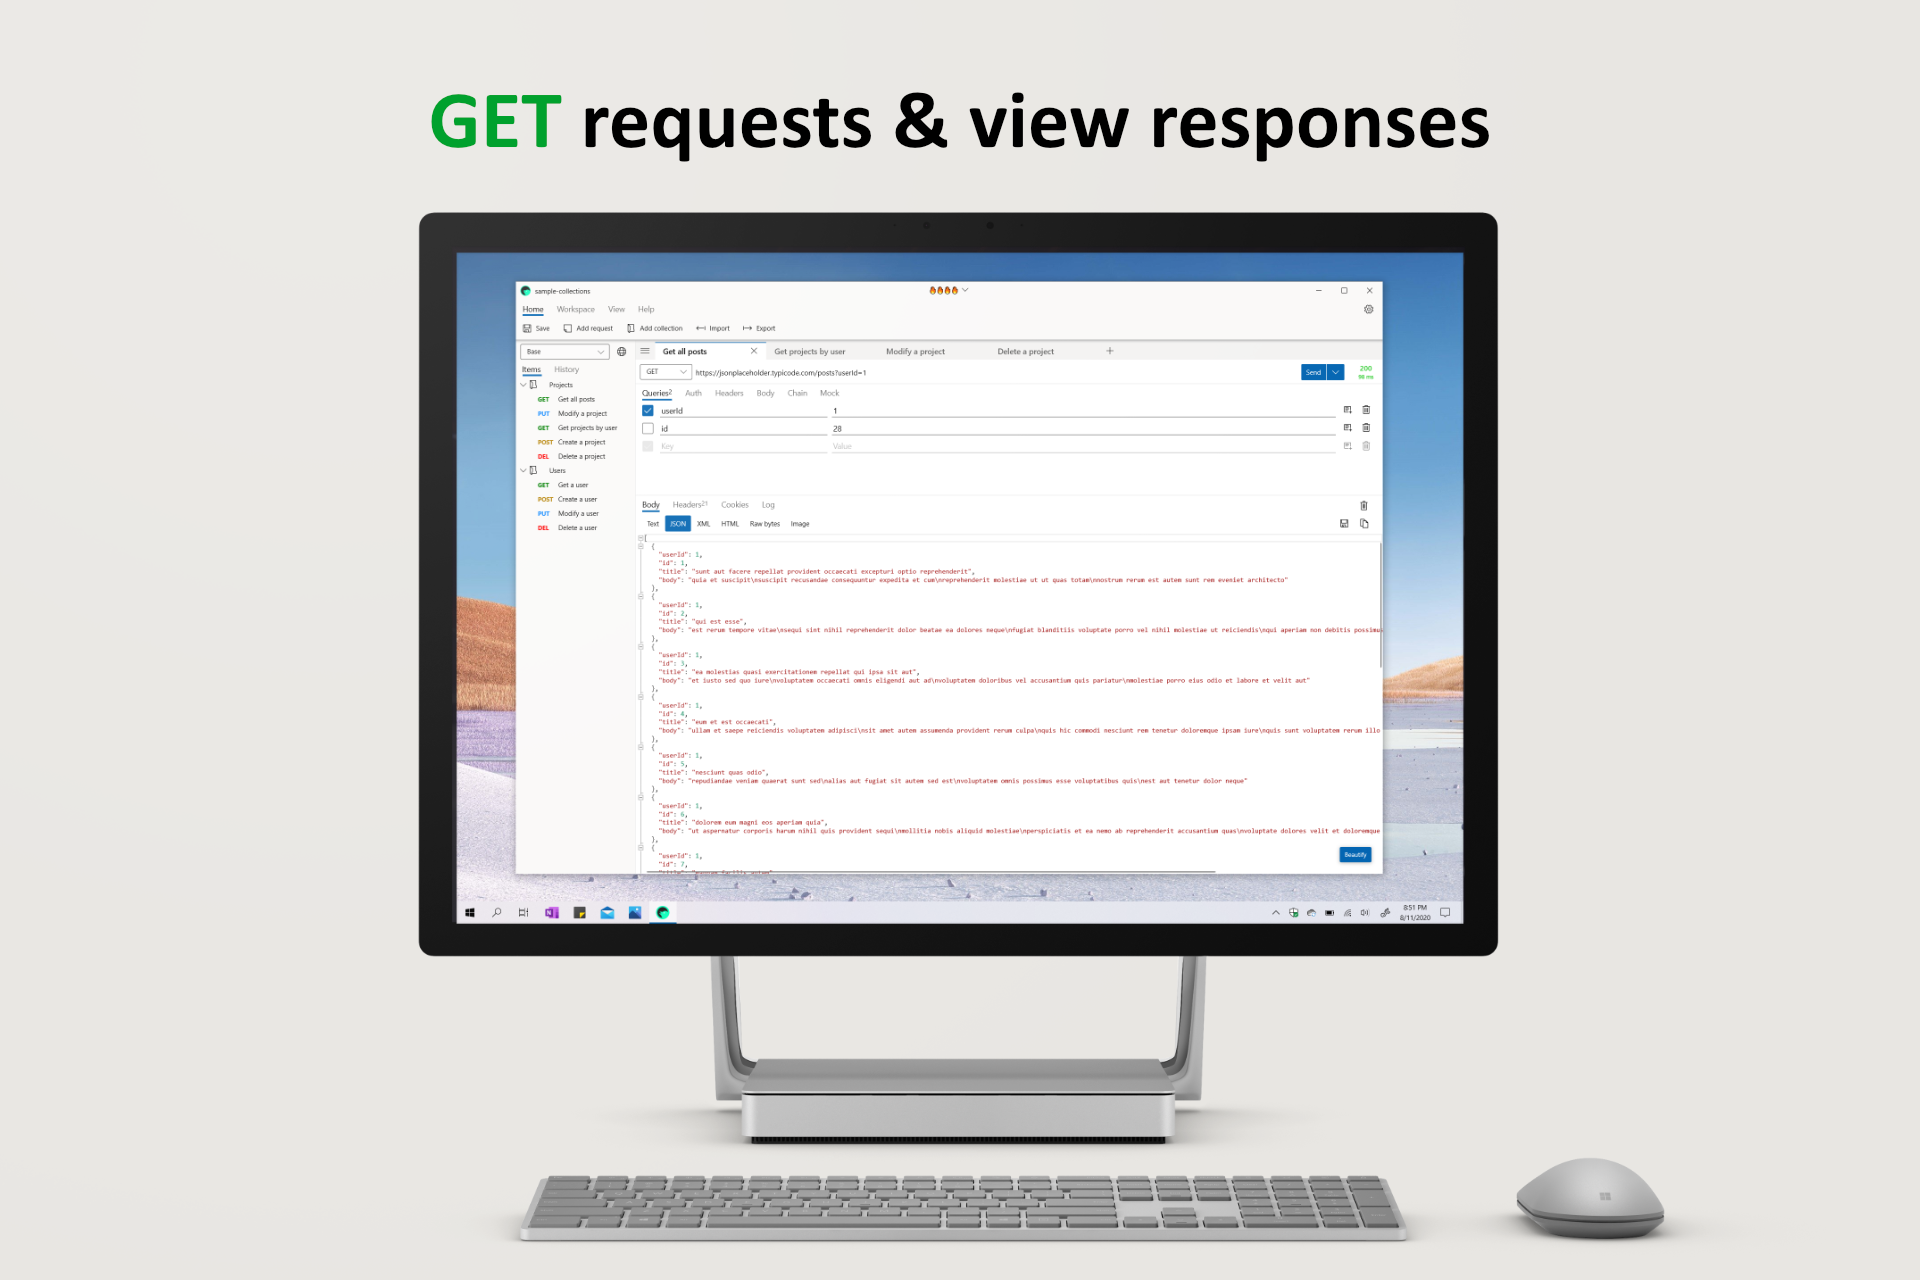 GET requests & view responses
sample-collections
Home Workspace View Help
Save Add request Add collection Import Export
Base
Get all posts Get projects by user Modify a project Delete a project
Items History
GET https://jsonplaceholder.typicode.com/posts?userId=1 Send 200
98 ms
Projects
GET Get all posts
PUT Modify a project
GET Get projects by user
POST Create a project
DEL Delete a project
Users
GET Get a user
POST Create a user
PUT Modify a user
DEL Delete a user
Queries2 Auth Headers Body Chain Mock
userId 1
id 28
Key Value
Body Headers21 Cookies Log
Text JSON XML HTML Raw bytes Image
[
{
"userId": 1,
"id": 1,
"title": "sunt aut facere repellat provident occaecati excepturi optio reprehenderit",
"body": "quia et suscipit\nsuscipit recusandae consequuntur expedita et cum\nreprehenderit molestiae ut ut quas totam\nnostrum rerum est autem sunt rem eveniet architecto"
},
{
"userId": 1,
"id": 2,
"title": "qui est esse",
"body": "est rerum tempore vitae\nsequi sint nihil reprehenderit dolor beatae ea dolores neque\nfugiat blanditiis voluptate porro vel nihil molestiae ut reiciendis\nqui aperiam non debitis possimus
},
{
"userId": 1,
"id": 3,
"title": "ea molestias quasi exercitationem repellat qui ipsa sit aut",
"body": "et iusto sed quo iure\nvoluptatem occaecati omnis eligendi aut ad\nvoluptatem doloribus vel accusantium quis pariatur\nmolestiae porro eius odio et labore et velit aut"
},
{
"userId": 1,
"id": 4,
"title": "eum et est occaecati",
"body": "ullam et saepe reiciendis voluptatem adipisci\nsit amet autem assumenda provident rerum culpa\nquis hic commodi nesciunt rem tenetur doloremque ipsam iure\nquis sunt voluptatem rerum illo
},
{
"userId": 1,
"id": 5,
"title": "nesciunt quas odio",
"body": "repudiandae veniam quaerat sunt sed\nalias aut fugiat sit autem sed est\nvoluptatem omnis possimus esse voluptatibus quis\nest aut tenetur dolor neque"
},
{
"userId": 1,
"id": 6,
"title": "dolorem eum magni eos aperiam quia",
"body": "ut aspernatur corporis harum nihil quis provident sequi\nmollitia nobis aliquid molestiae\nperspiciatis et ea nemo ab reprehenderit accusantium quas\nvoluptate dolores velit et doloremque
},
{
"userId": 1,
"id": 7,
Beautify
8:51 PM
8/11/2020